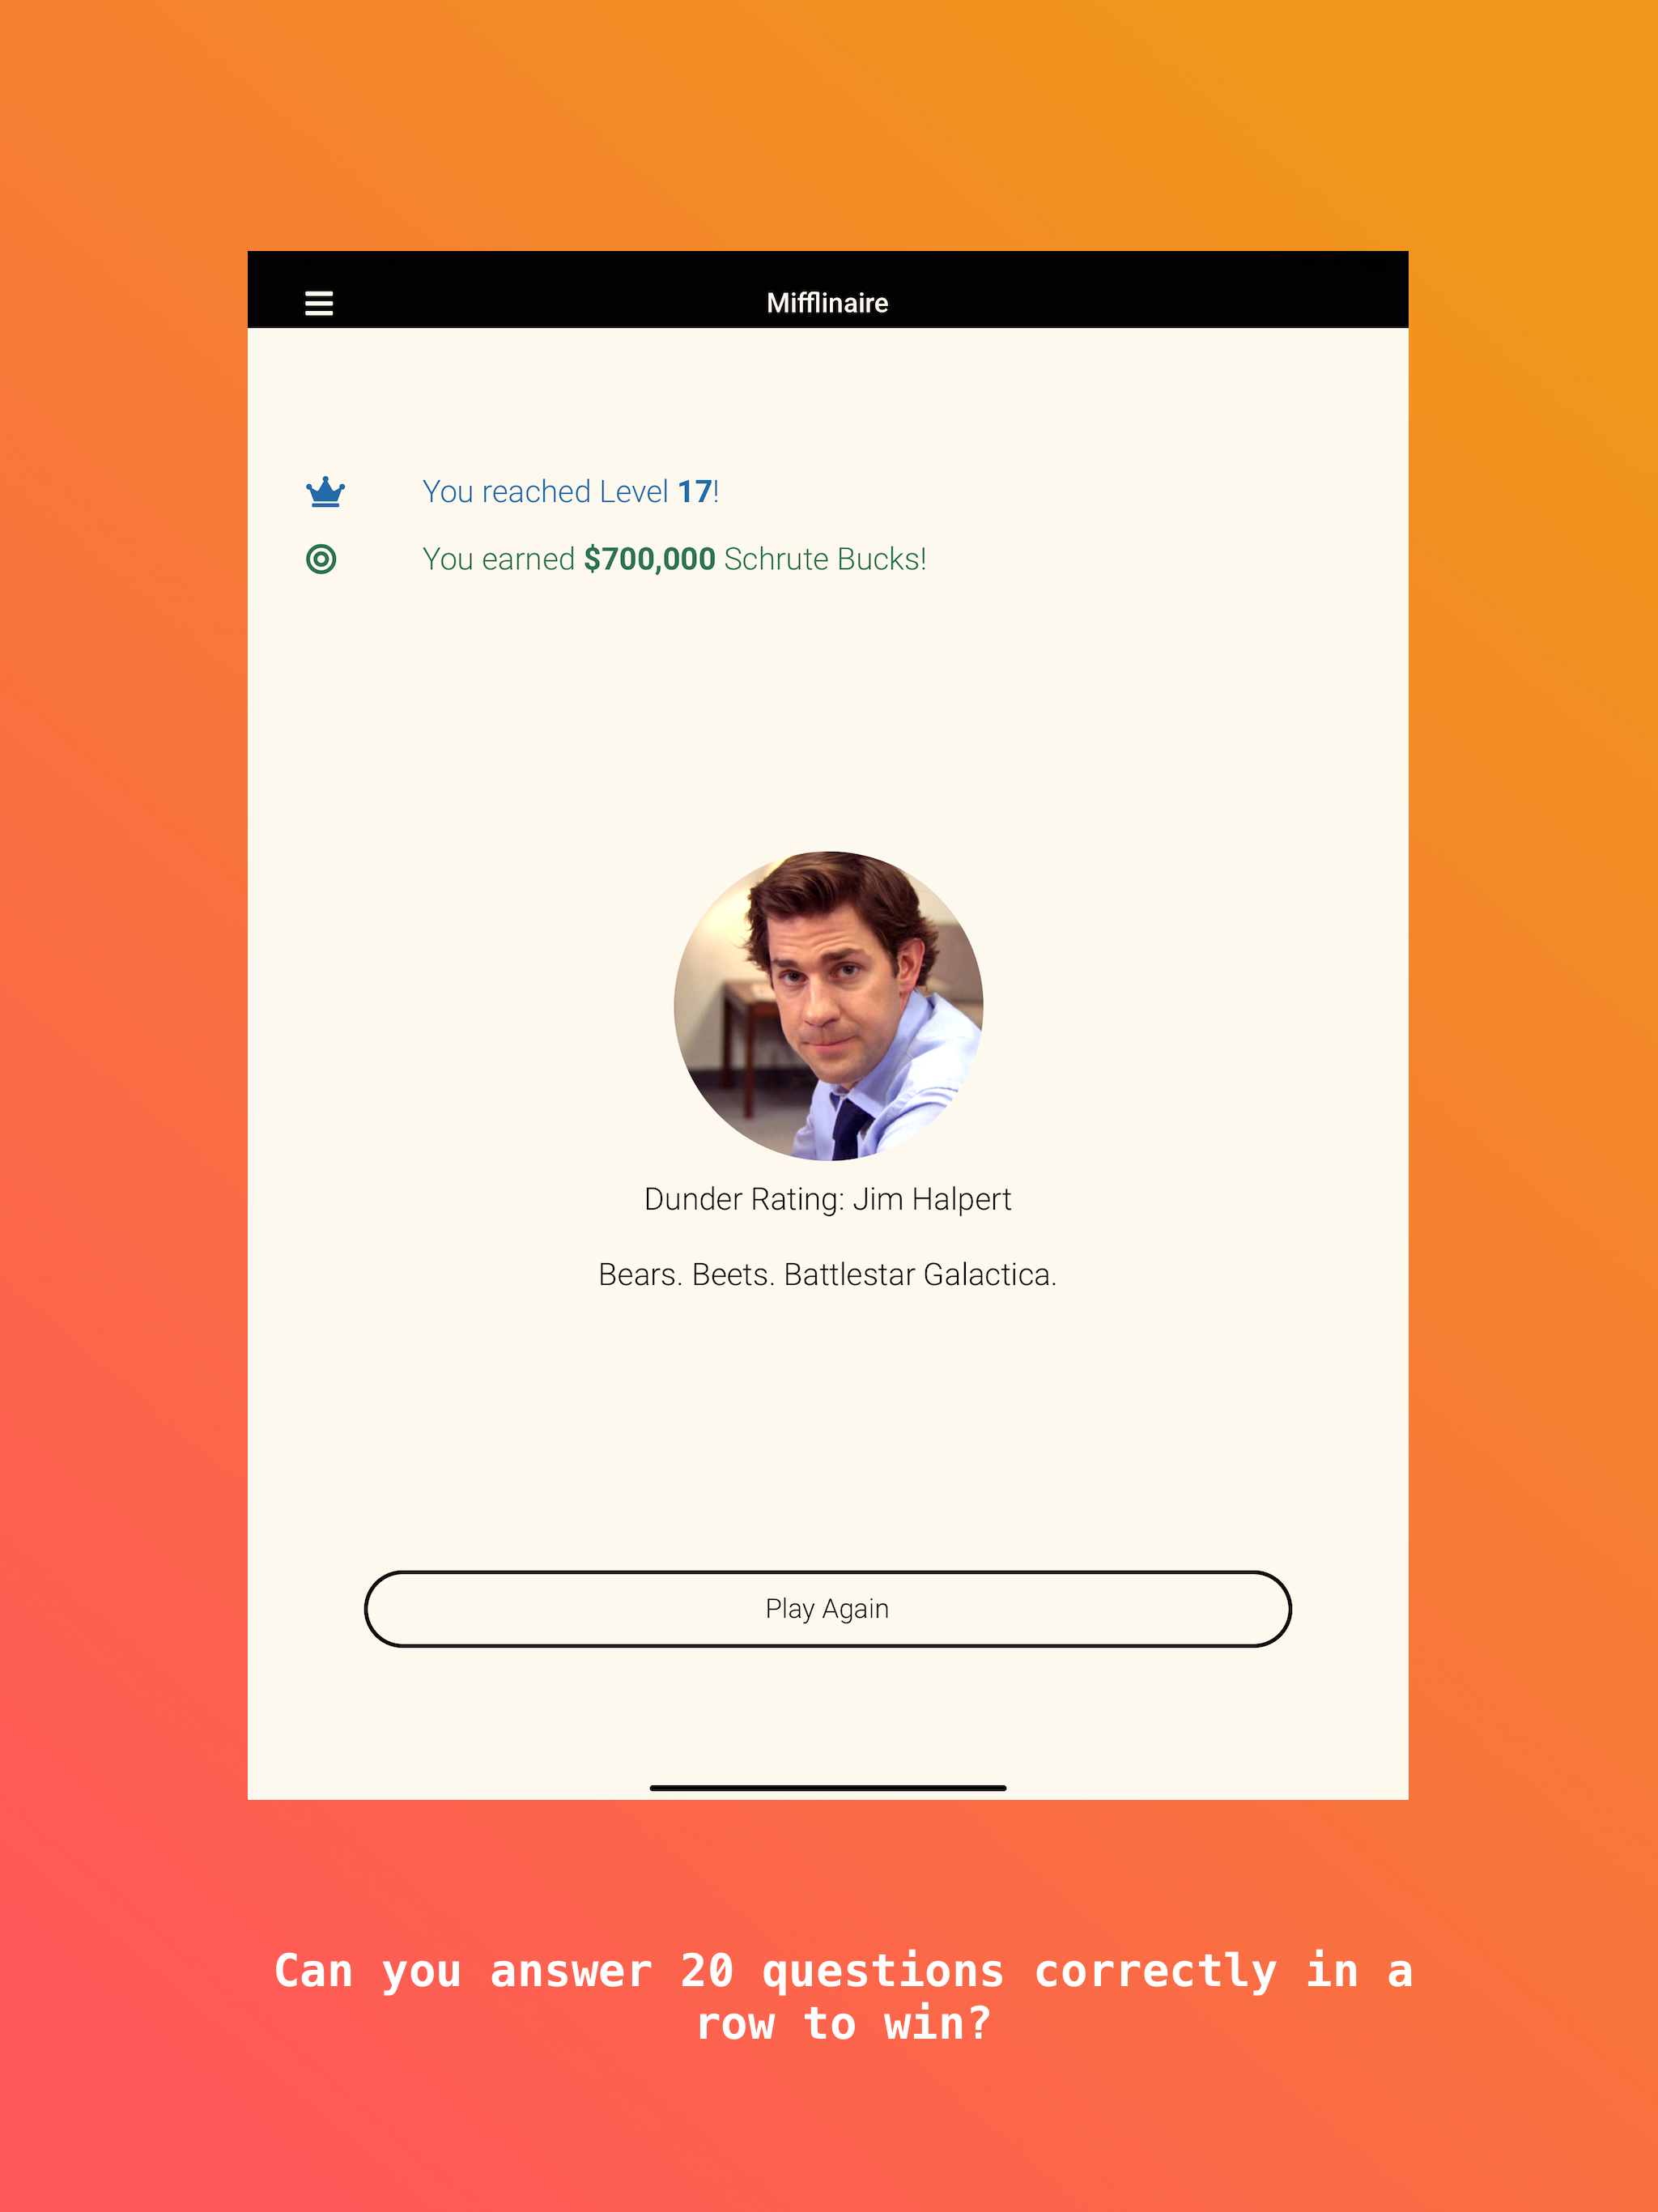 Mifflinaire
You reached Level 17!
You earned $700,000 Schrute Bucks!
Dunder Rating: Jim Halpert
Bears. Beets. Battlestar Galactica.
Play Again
Can you answer 20 questions correctly in a
row to win?